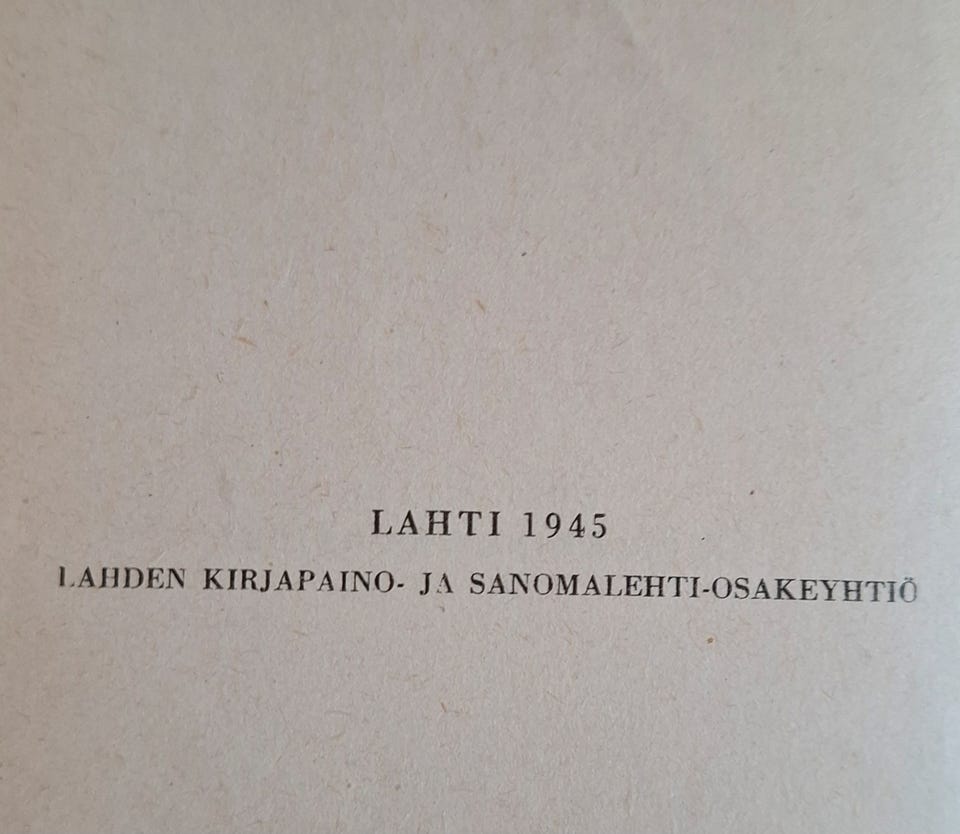 LAHTI 1945
LAHDEN KIRJAPAINO- JA SANOMALEHTI-OSAKEYHTIÖ